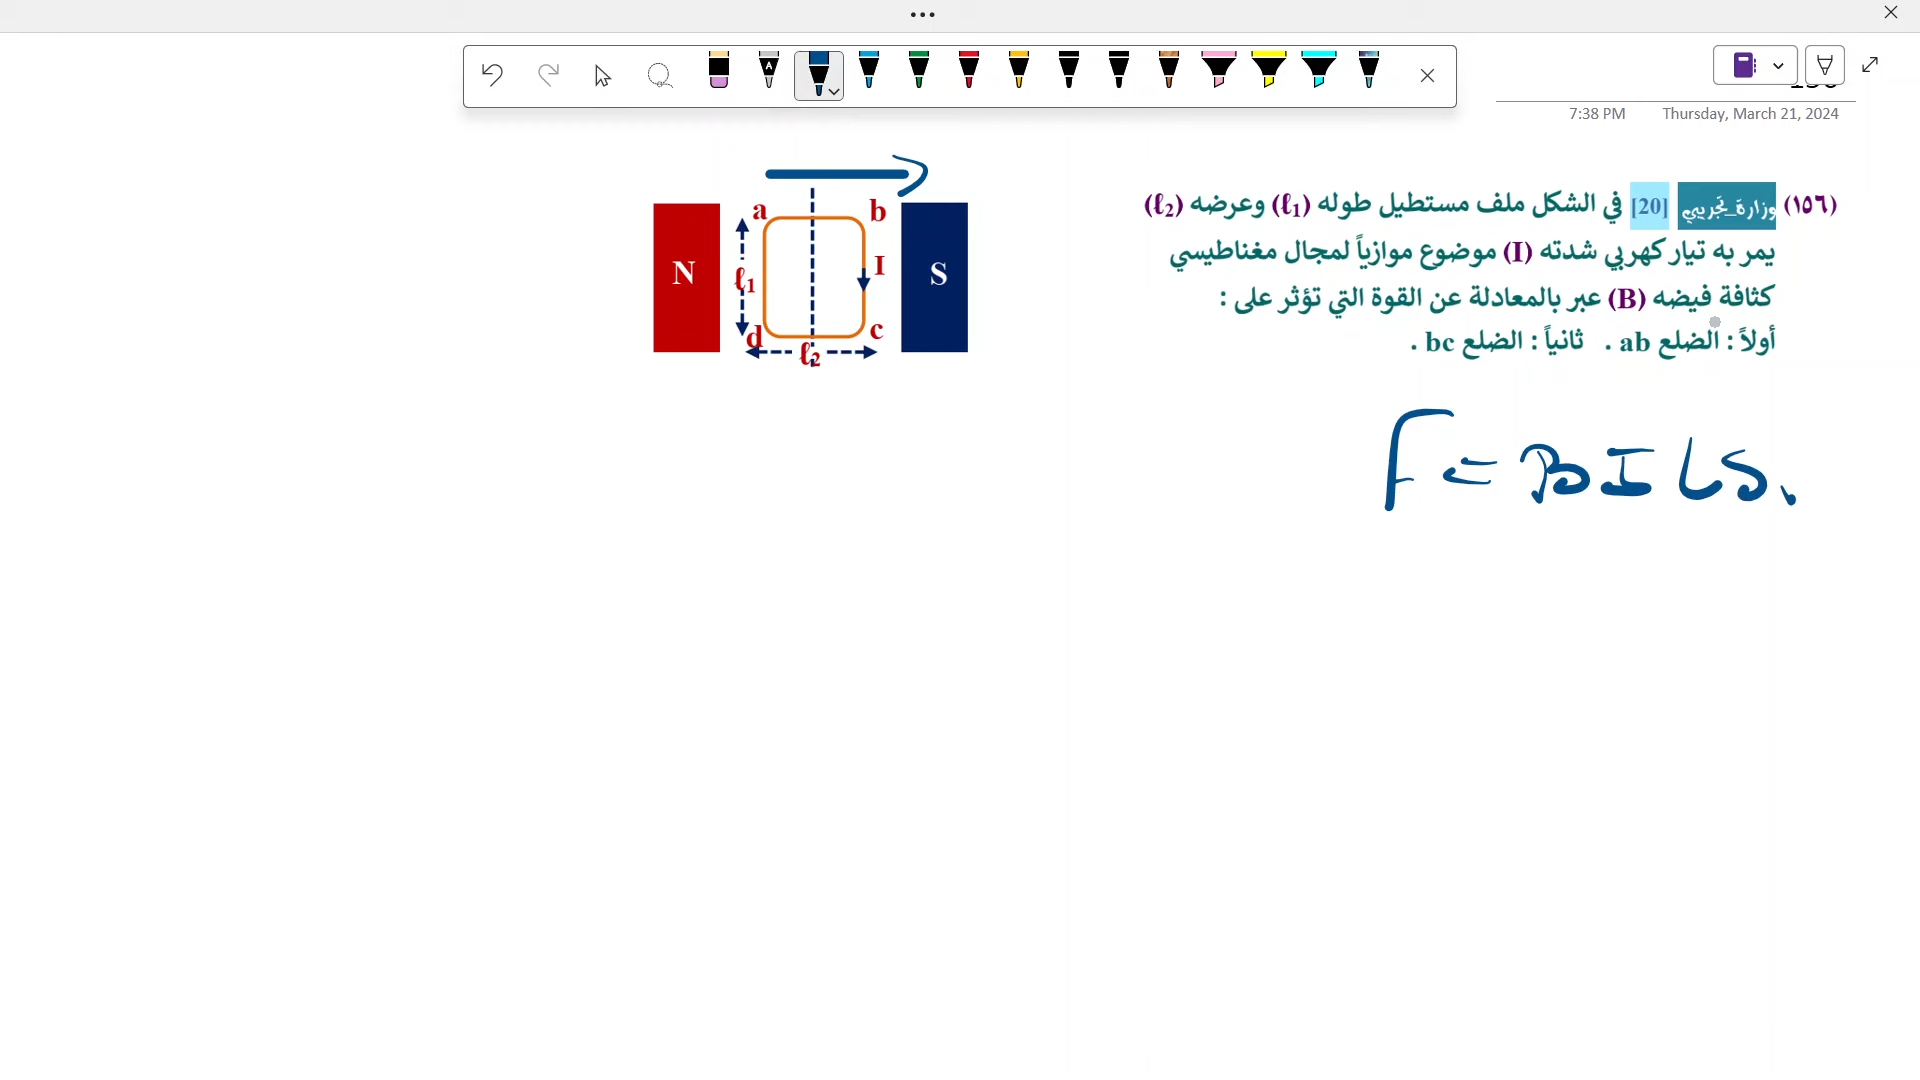 7:38 PM Thursday, March 21, 2024
(١٥٦) وزارة_تجريبي [20] في الشكل ملف مستطيل طوله (ℓ₁) وعرضه (ℓ₂)
يمر به تيار كهربي شدته (I) موضوع موازياً لمجال مغناطيسي
كثافة فيضه (B) عبر بالمعادلة عن القوة التي تؤثر على :
أولاً : الضلع ab . ثانياً : الضلع bc .
a b
N ℓ₁ I S
d c
ℓ₂
F = B I L S